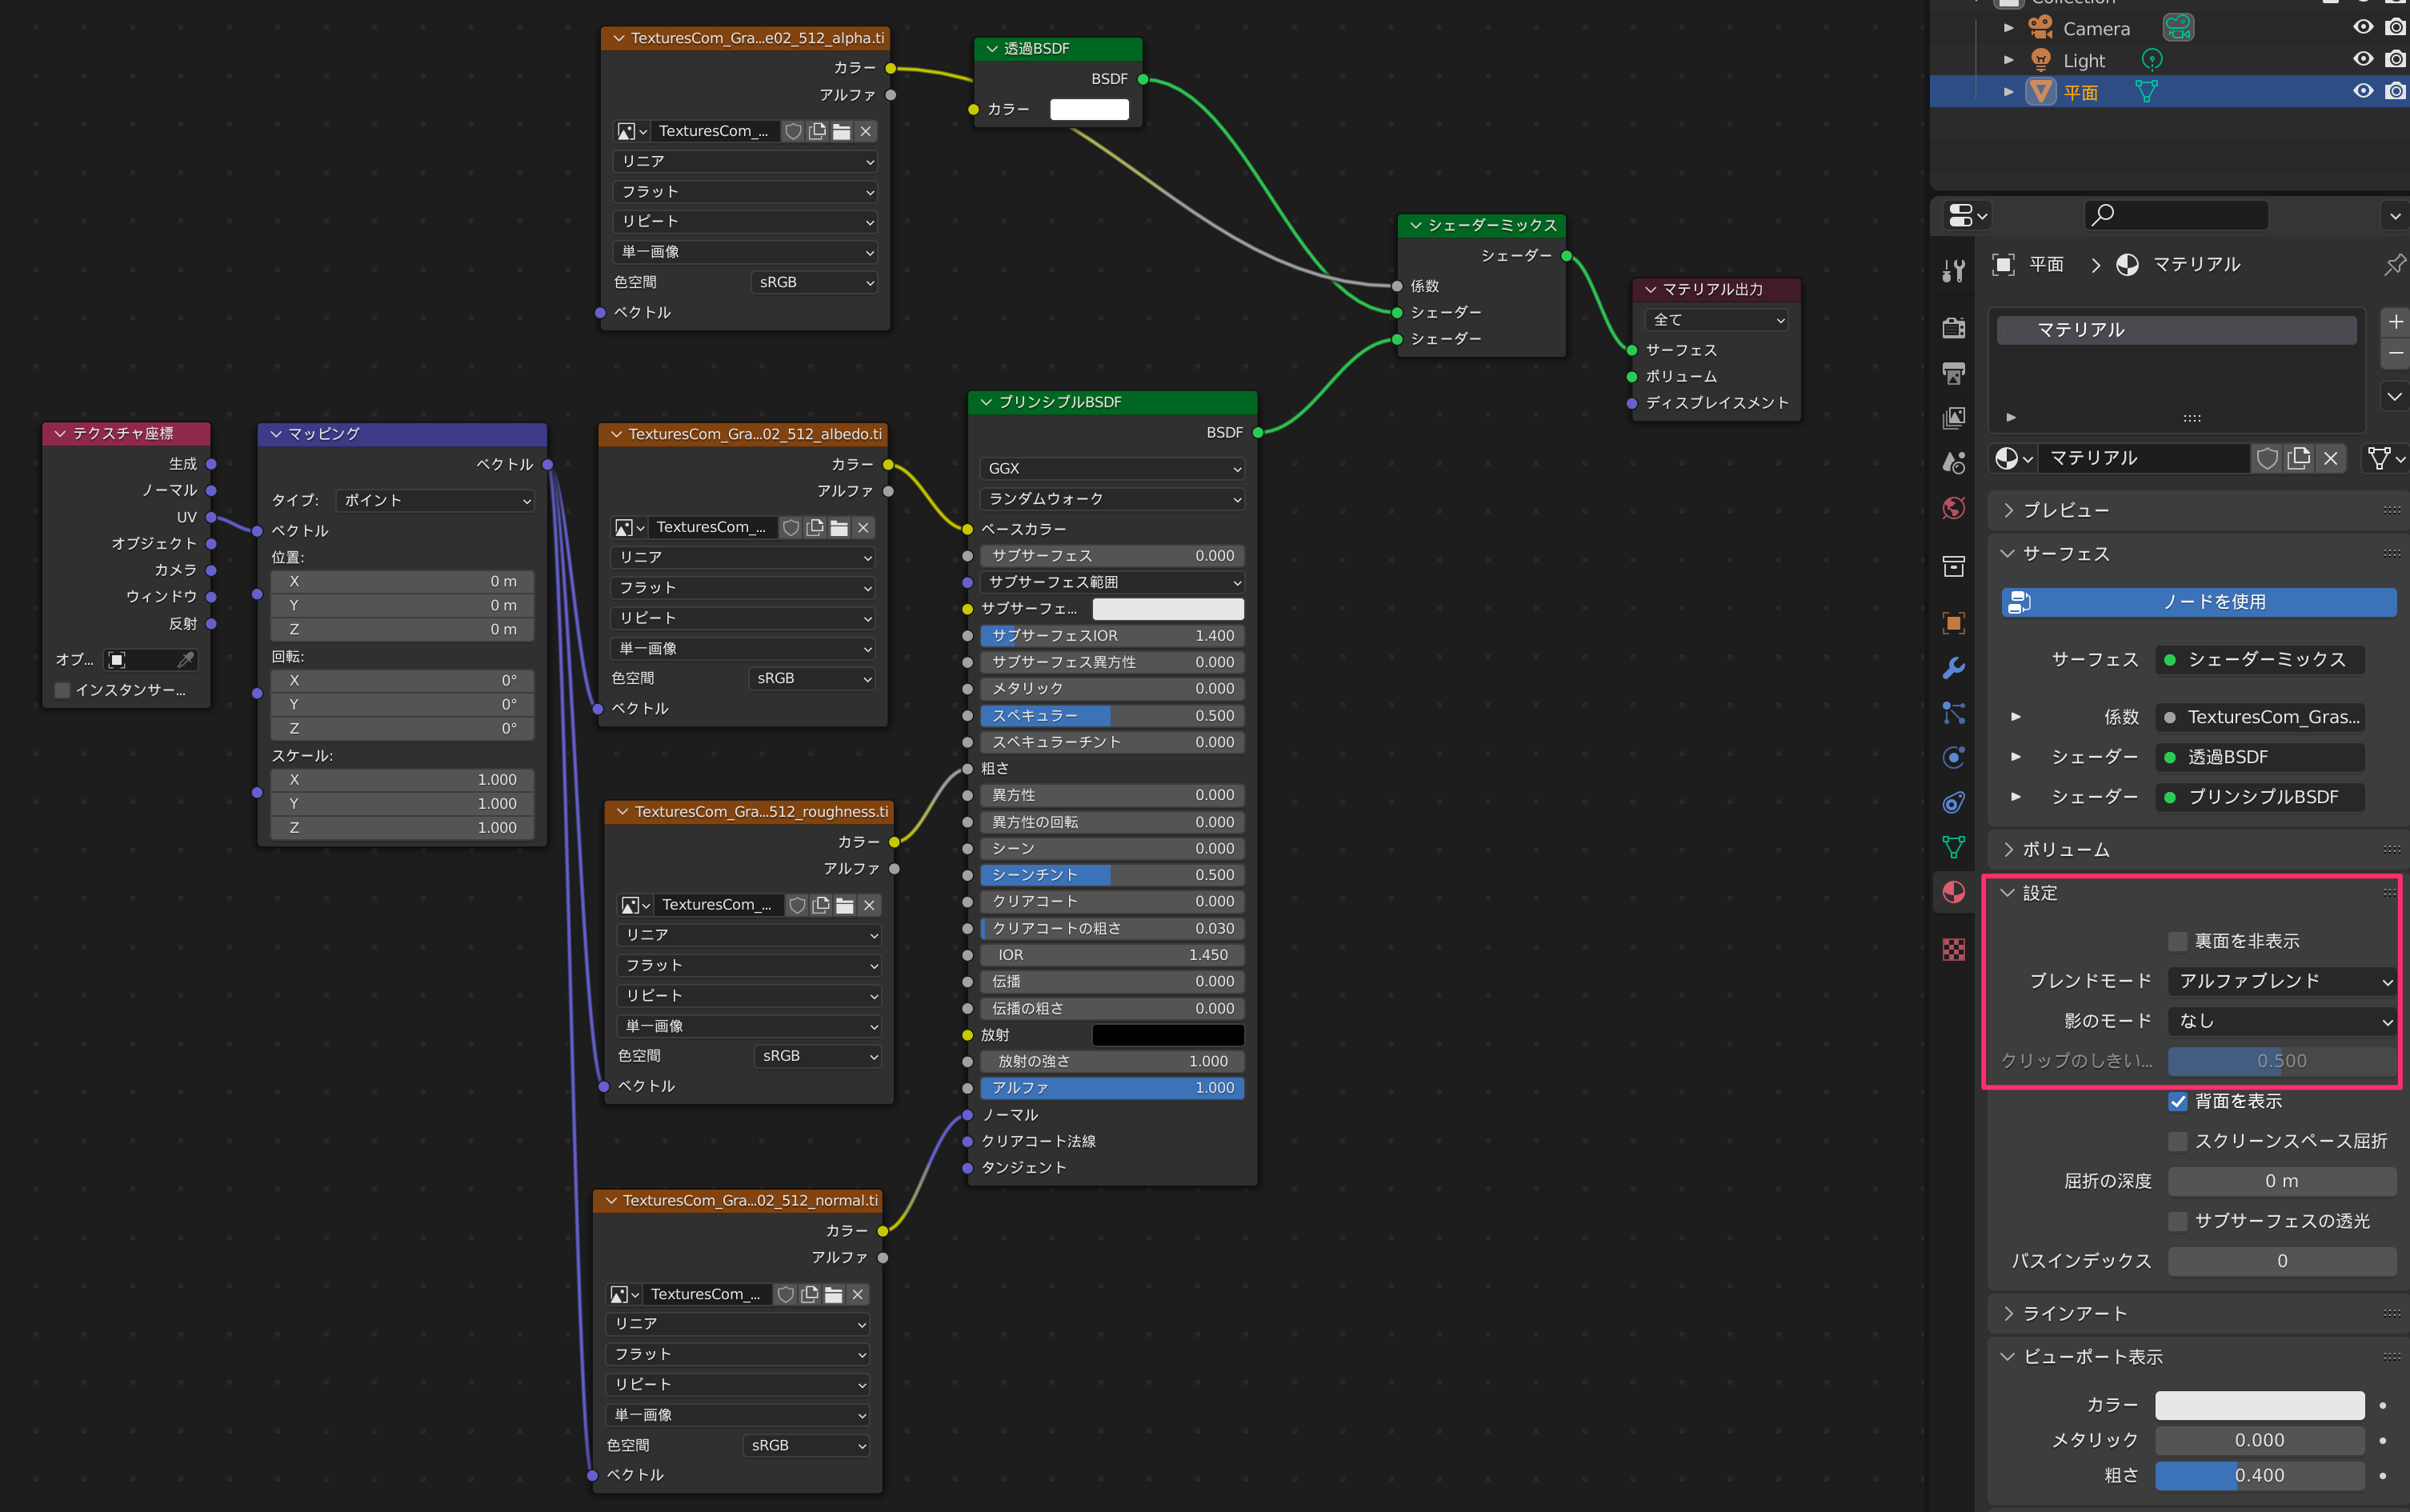 TexturesCom_Gra...e02_512_alpha.ti
カラー
アルファ
TexturesCom_...
リニア
フラット
リピート
単一画像
色空間 sRGB
ベクトル
透過BSDF
BSDF
カラー
シェーダーミックス
シェーダー
係数
シェーダー
シェーダー
マテリアル出力
全て
サーフェス
ボリューム
ディスプレイスメント
テクスチャ座標
生成
ノーマル
UV
オブジェクト
カメラ
ウィンドウ
反射
オブ...
インスタンサー...
マッピング
ベクトル
タイプ: ポイント
ベクトル
位置:
X 0 m
Y 0 m
Z 0 m
回転:
X 0°
Y 0°
Z 0°
スケール:
X 1.000
Y 1.000
Z 1.000
TexturesCom_Gra...02_512_albedo.ti
カラー
アルファ
TexturesCom_...
リニア
フラット
リピート
単一画像
色空間 sRGB
ベクトル
TexturesCom_Gra...512_roughness.ti
カラー
アルファ
TexturesCom_...
リニア
フラット
リピート
単一画像
色空間 sRGB
ベクトル
TexturesCom_Gra...02_512_normal.ti
カラー
アルファ
TexturesCom_...
リニア
フラット
リピート
単一画像
色空間 sRGB
ベクトル
プリンシプルBSDF
BSDF
GGX
ランダムウォーク
ベースカラー
サブサーフェス 0.000
サブサーフェス範囲
サブサーフェ...
サブサーフェスIOR 1.400
サブサーフェス異方性 0.000
メタリック 0.000
スペキュラー 0.500
スペキュラーチント 0.000
粗さ
異方性 0.000
異方性の回転 0.000
シーン 0.000
シーンチント 0.500
クリアコート 0.000
クリアコートの粗さ 0.030
IOR 1.450
伝播 0.000
伝播の粗さ 0.000
放射
放射の強さ 1.000
アルファ 1.000
ノーマル
クリアコート法線
タンジェント
Collection
Camera
Light
平面
平面 マテリアル
マテリアル
マテリアル
プレビュー
サーフェス
ノードを使用
サーフェス シェーダーミックス
係数 TexturesCom_Gras...
シェーダー 透過BSDF
シェーダー プリンシプルBSDF
ボリューム
設定
裏面を非表示
ブレンドモード アルファブレンド
影のモード なし
クリップのしきい... 0.500
背面を表示
スクリーンスペース屈折
屈折の深度 0 m
サブサーフェスの透光
パスインデックス 0
ラインアート
ビューポート表示
カラー
メタリック 0.000
粗さ 0.400